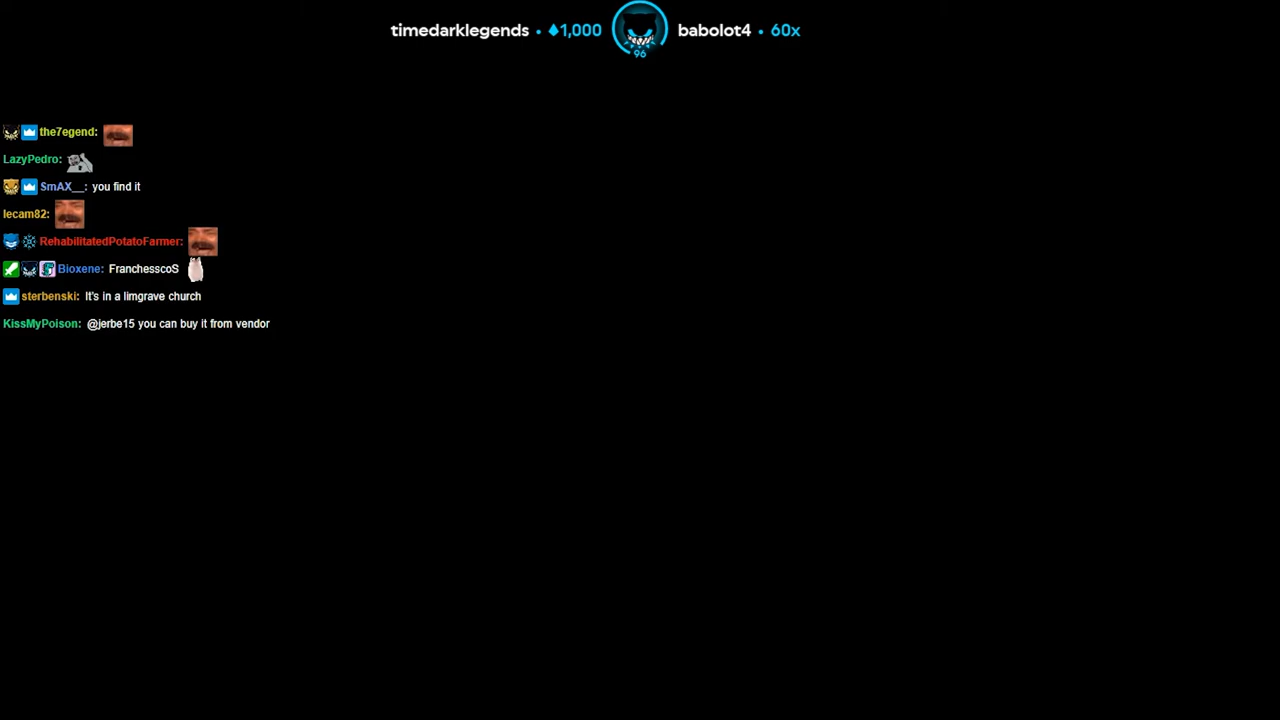 timedarklegends • 1,000 96 babolot4 • 60x
the7egend:
LazyPedro:
SmAX__: you find it
lecam82:
RehabilitatedPotatoFarmer:
Bioxene: FranchesscoS
sterbenski: It's in a limgrave church
KissMyPoison: @jerbe15 you can buy it from vendor